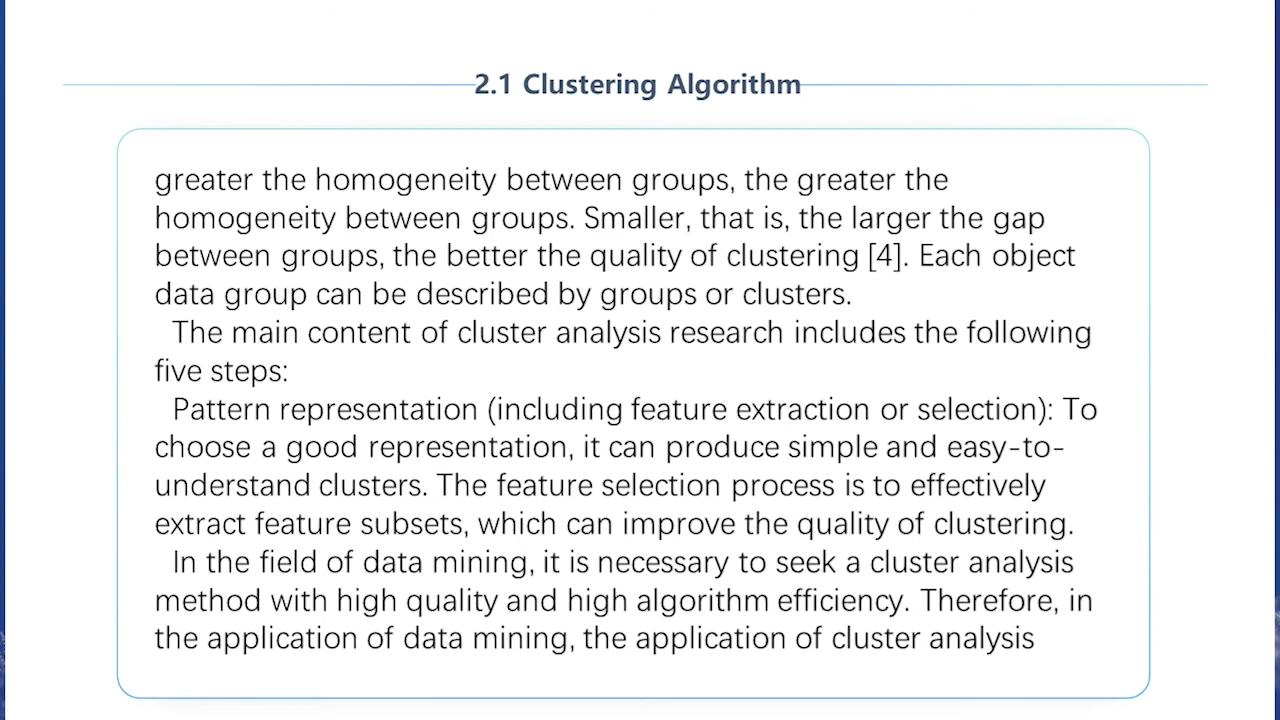 2.1 Clustering Algorithm
greater the homogeneity between groups, the greater the
homogeneity between groups. Smaller, that is, the larger the gap
between groups, the better the quality of clustering [4]. Each object
data group can be described by groups or clusters.
The main content of cluster analysis research includes the following
five steps:
Pattern representation (including feature extraction or selection): To
choose a good representation, it can produce simple and easy-to-
understand clusters. The feature selection process is to effectively
extract feature subsets, which can improve the quality of clustering.
In the field of data mining, it is necessary to seek a cluster analysis
method with high quality and high algorithm efficiency. Therefore, in
the application of data mining, the application of cluster analysis